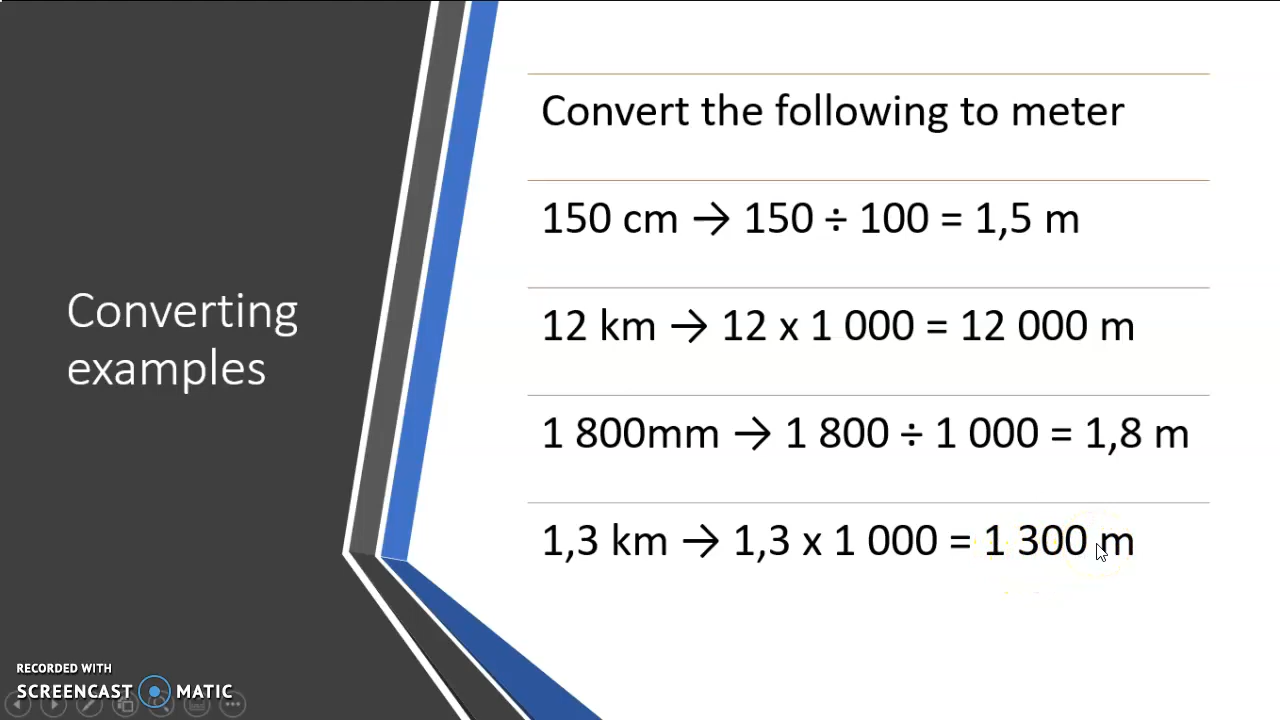 Converting
examples
Convert the following to meter
150 cm → 150 ÷ 100 = 1,5 m
12 km → 12 x 1 000 = 12 000 m
1 800mm → 1 800 ÷ 1 000 = 1,8 m
1,3 km → 1,3 x 1 000 = 1 300 m
RECORDED WITH
SCREENCAST MATIC